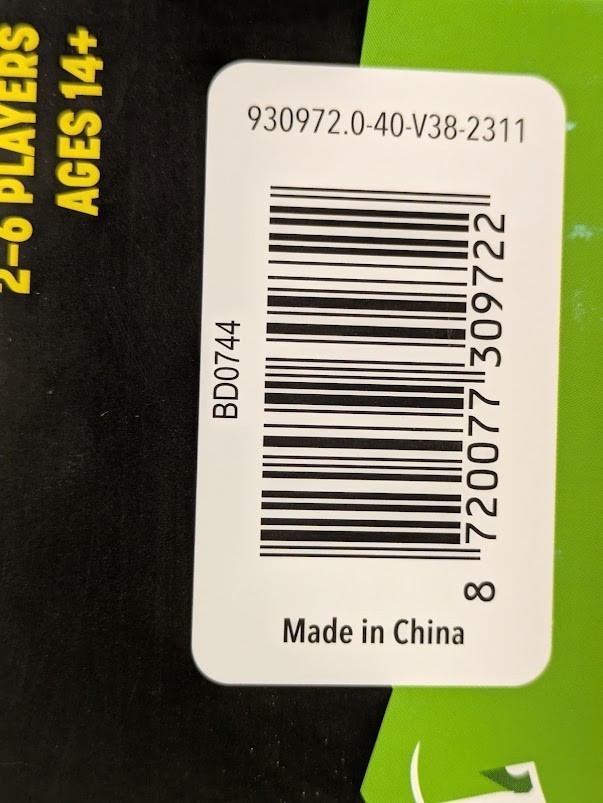 2-6 PLAYERS
AGES 14+
930972.0-40-V38-2311
BD0744
8 720077 309722
Made in China